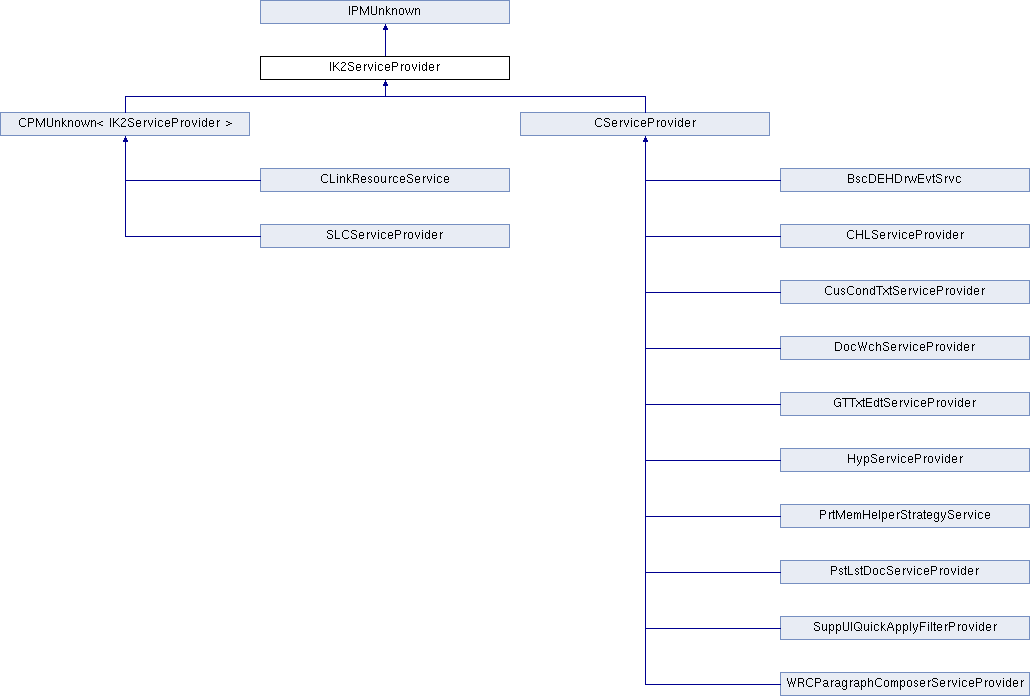 IPMUnknown
IK2ServiceProvider
CPMUnknown< IK2ServiceProvider >
CServiceProvider
CLinkResourceService
BscDEHDrwEvtSrvc
SLCServiceProvider
CHLServiceProvider
CusCondTxtServiceProvider
DocWchServiceProvider
GTTxtEdtServiceProvider
HypServiceProvider
PrtMemHelperStrategyService
PstLstDocServiceProvider
SuppUIQuickApplyFilterProvider
WRCParagraphComposerServiceProvider